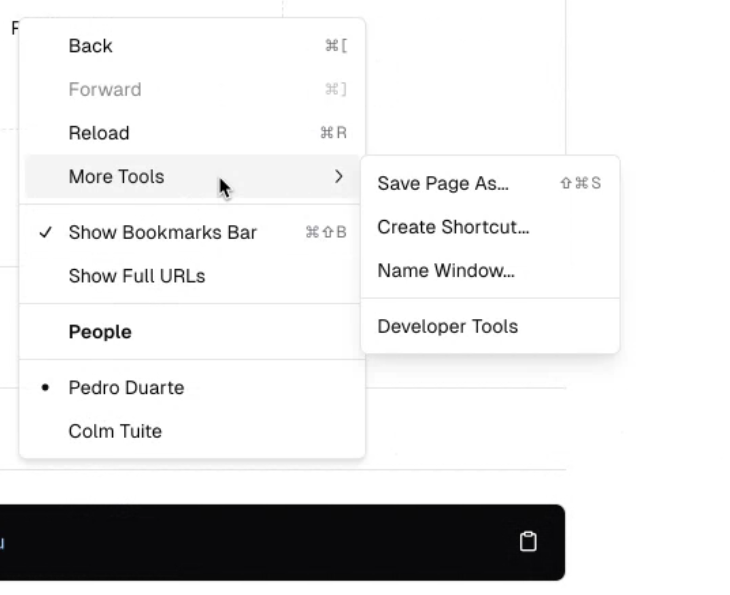 Back ⌘[
Forward ⌘]
Reload ⌘R
More Tools
Show Bookmarks Bar ⌘⇧B
Show Full URLs
People
Pedro Duarte
Colm Tuite
Save Page As... ⇧⌘S
Create Shortcut...
Name Window...
Developer Tools